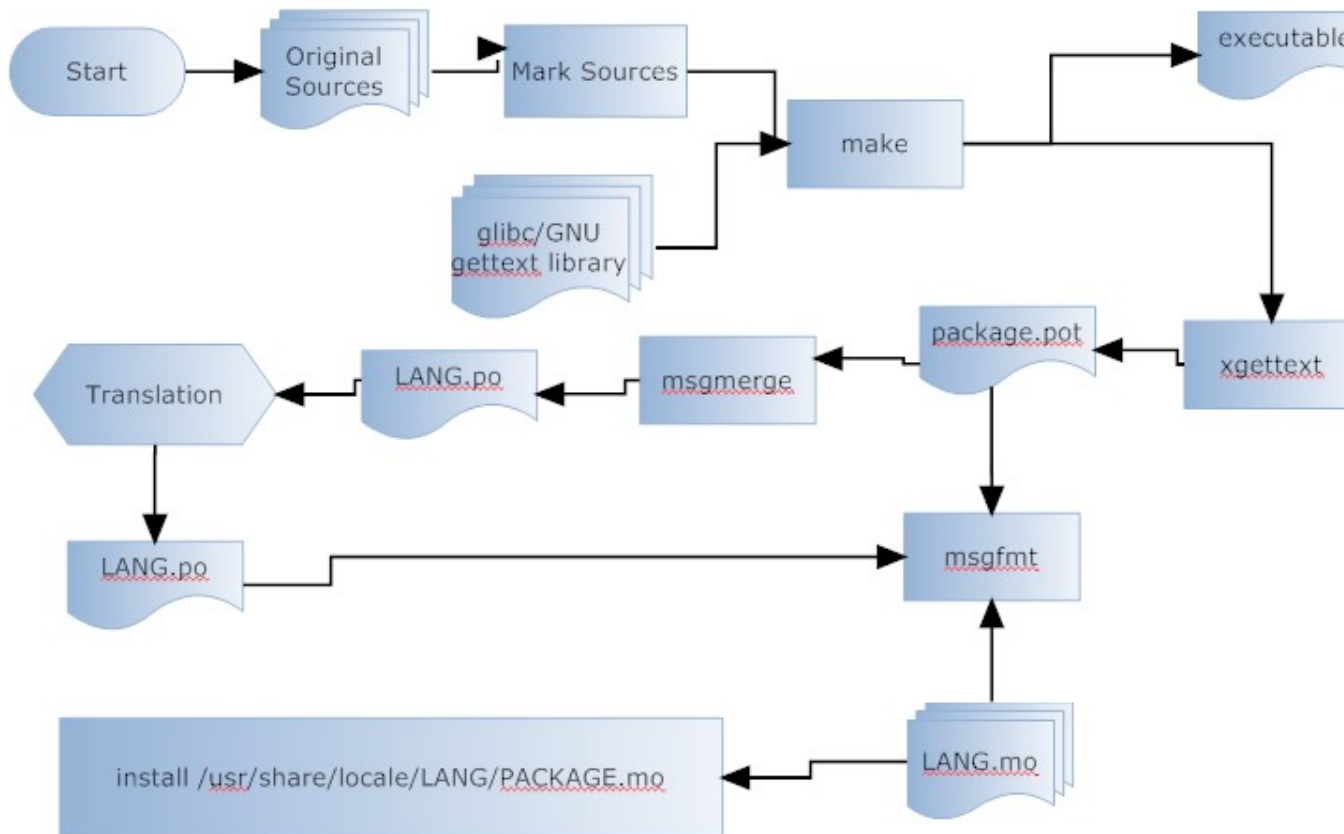 Start
Original
Sources
Mark Sources
make
executable
glibc/GNU
gettext library
package.pot
xgettext
msgmerge
LANG.po
Translation
LANG.po
msgfmt
LANG.mo
install /usr/share/locale/LANG/PACKAGE.mo